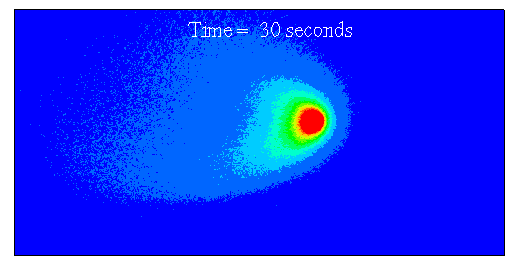 Time = 30 seconds